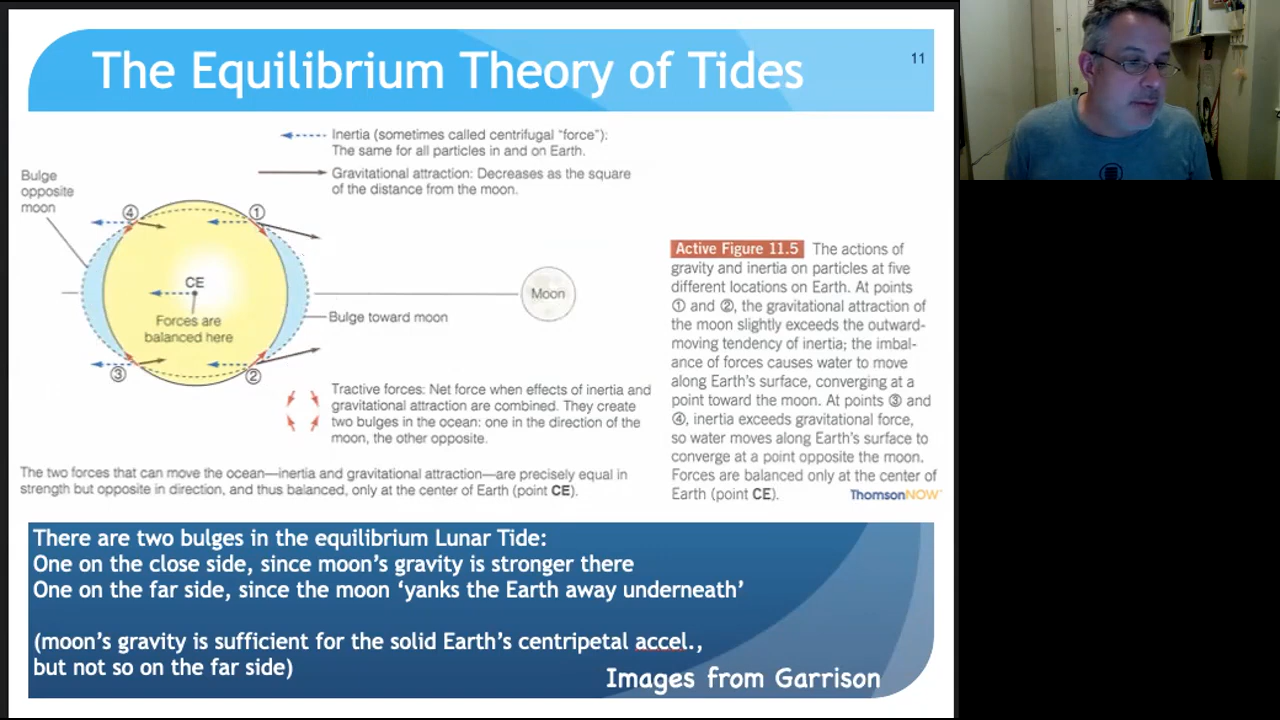 The Equilibrium Theory of Tides
11
Inertia (sometimes called centrifugal “force”):
The same for all particles in and on Earth.
Gravitational attraction: Decreases as the square
of the distance from the moon.
Bulge
opposite
moon
④
①
CE
Forces are
balanced here
Moon
Bulge toward moon
③
②
Tractive forces: Net force when effects of inertia and
gravitational attraction are combined. They create
two bulges in the ocean: one in the direction of the
moon, the other opposite.
The two forces that can move the ocean—inertia and gravitational attraction—are precisely equal in
strength but opposite in direction, and thus balanced, only at the center of Earth (point CE).
Active Figure 11.5 The actions of
gravity and inertia on particles at five
different locations on Earth. At points
① and ②, the gravitational attraction of
the moon slightly exceeds the outward-
moving tendency of inertia; the imbal-
ance of forces causes water to move
along Earth’s surface, converging at a
point toward the moon. At points ③ and
④, inertia exceeds gravitational force,
so water moves along Earth’s surface to
converge at a point opposite the moon.
Forces are balanced only at the center of
Earth (point CE).
ThomsonNOW™
There are two bulges in the equilibrium Lunar Tide:
One on the close side, since moon’s gravity is stronger there
One on the far side, since the moon ‘yanks the Earth away underneath’
(moon’s gravity is sufficient for the solid Earth’s centripetal accel.,
but not so on the far side)
Images from Garrison